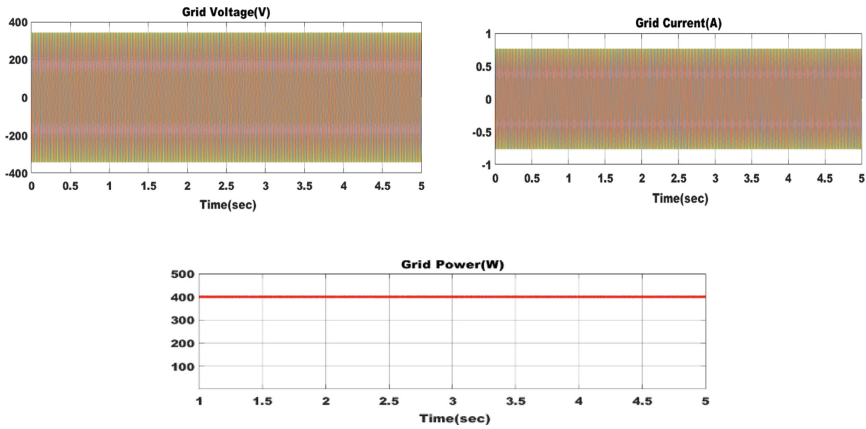 Grid Voltage(V)
400
200
0
-200
-400
0 0.5 1 1.5 2 2.5 3 3.5 4 4.5 5
Time(sec)
Grid Current(A)
1
0.5
0
-0.5
-1
0 0.5 1 1.5 2 2.5 3 3.5 4 4.5 5
Time(sec)
Grid Power(W)
500
400
300
200
100
1 1.5 2 2.5 3 3.5 4 4.5 5
Time(sec)